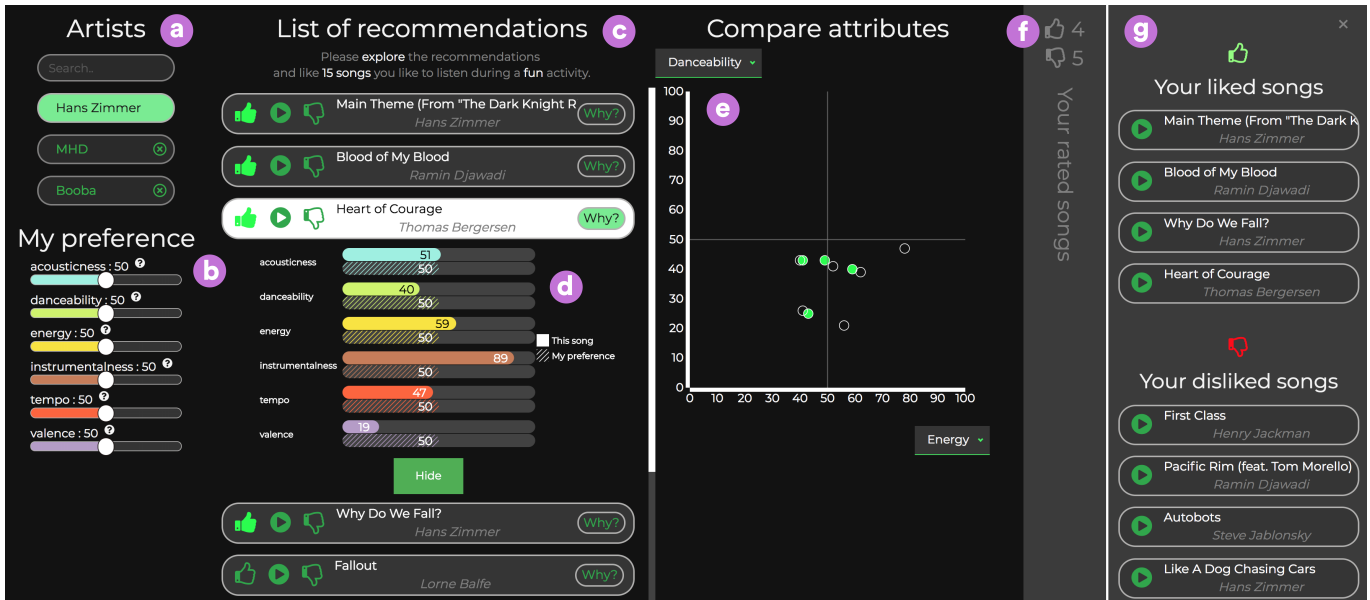 Artists
a
Search..
Hans Zimmer
MHD
Booba
My preference
acousticness : 50 ?
b
danceability : 50 ?
energy : 50 ?
instrumentalness : 50 ?
tempo : 50 ?
valence : 50 ?
List of recommendations
c
Please explore the recommendations
and like 15 songs you like to listen during a fun activity.
Main Theme (From "The Dark Knight R
Hans Zimmer
Why?
Blood of My Blood
Ramin Djawadi
Why?
Heart of Courage
Thomas Bergersen
Why?
acousticness
51
50
d
danceability
40
50
energy
59
50
This song
My preference
instrumentalness
89
50
tempo
47
50
valence
19
50
Hide
Why Do We Fall?
Hans Zimmer
Why?
Fallout
Lorne Balfe
Why?
Compare attributes
Danceability
e
100
90
80
70
60
50
40
30
20
10
0
0 10 20 30 40 50 60 70 80 90 100
Energy
f
4
5
Your rated songs
g
×
Your liked songs
Main Theme (From "The Dark K
Hans Zimmer
Blood of My Blood
Ramin Djawadi
Why Do We Fall?
Hans Zimmer
Heart of Courage
Thomas Bergersen
Your disliked songs
First Class
Henry Jackman
Pacific Rim (feat. Tom Morello)
Ramin Djawadi
Autobots
Steve Jablonsky
Like A Dog Chasing Cars
Hans Zimmer